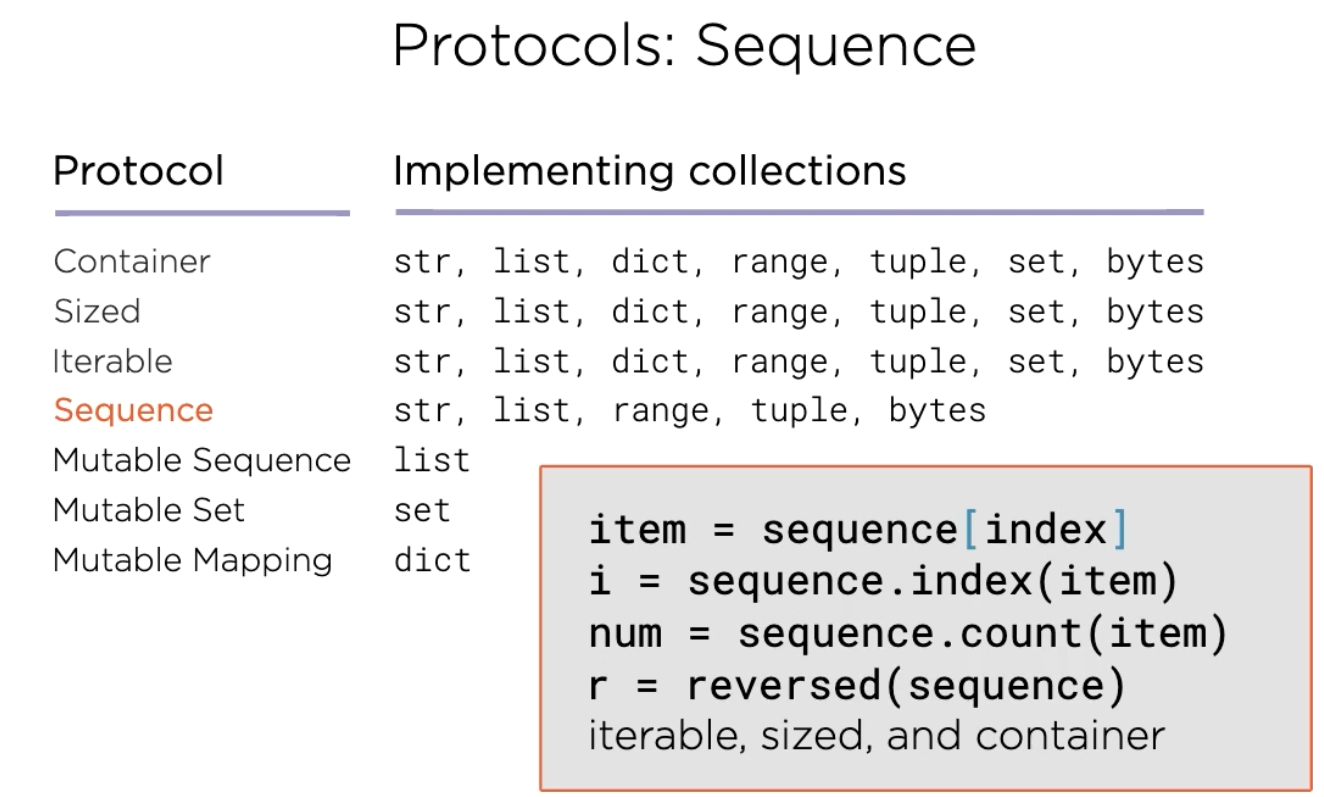 Protocols: Sequence
Protocol Implementing collections
Container str, list, dict, range, tuple, set, bytes
Sized str, list, dict, range, tuple, set, bytes
Iterable str, list, dict, range, tuple, set, bytes
Sequence str, list, range, tuple, bytes
Mutable Sequence list
Mutable Set set
Mutable Mapping dict
item = sequence[index]
i = sequence.index(item)
num = sequence.count(item)
r = reversed(sequence)
iterable, sized, and container